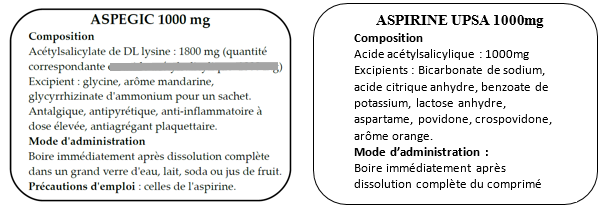 ASPEGIC 1000 mg
Composition
Acétylsalicylate de DL lysine : 1800 mg (quantité
correspondante
Excipient : glycine, arôme mandarine,
glycyrrhizinate d'ammonium pour un sachet.
Antalgique, antipyrétique, anti-inflammatoire à
dose élevée, antiagrégant plaquettaire.
Mode d'administration
Boire immédiatement après dissolution complète
dans un grand verre d'eau, lait, soda ou jus de fruit.
Précautions d'emploi : celles de l'aspirine.
ASPIRINE UPSA 1000mg
Composition
Acide acétylsalicylique : 1000mg
Excipients : Bicarbonate de sodium,
acide citrique anhydre, benzoate de
potassium, lactose anhydre,
aspartame, povidone, crospovidone,
arôme orange.
Mode d’administration :
Boire immédiatement après
dissolution complète du comprimé